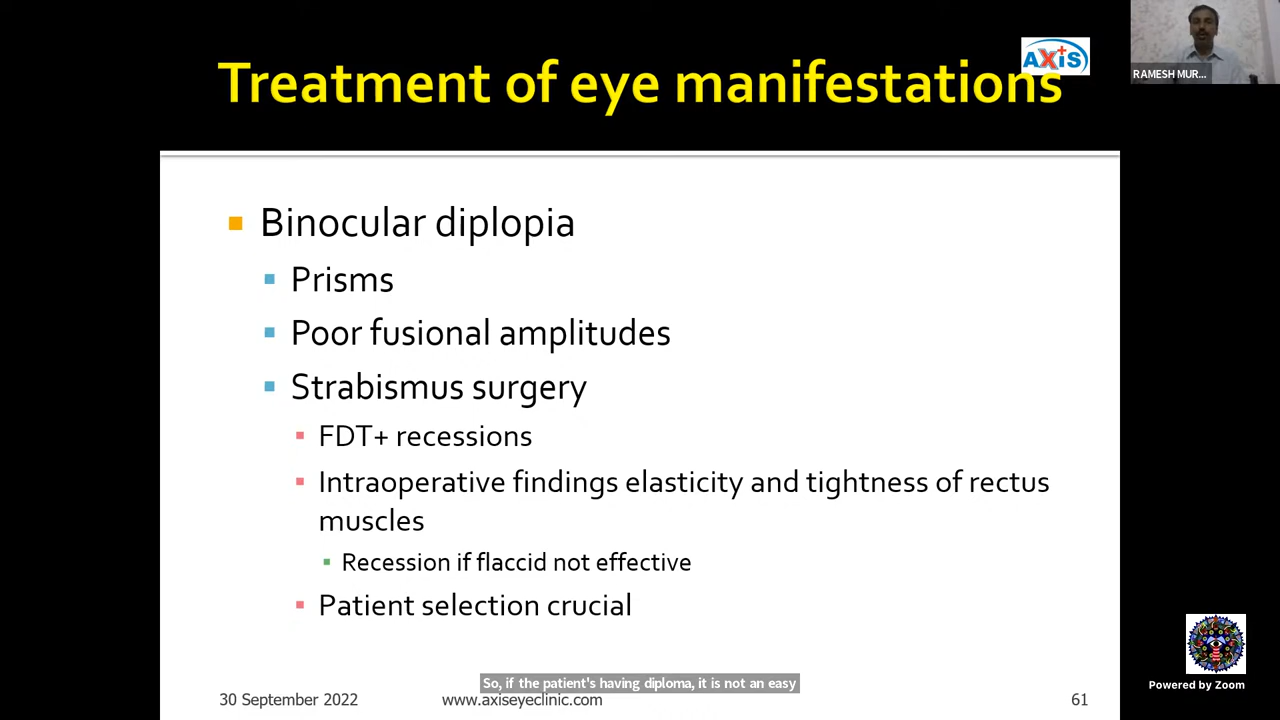 Treatment of eye manifestations
AXiS
RAMESH MUR...
Binocular diplopia
Prisms
Poor fusional amplitudes
Strabismus surgery
FDT+ recessions
Intraoperative findings elasticity and tightness of rectus
muscles
Recession if flaccid not effective
Patient selection crucial
So, if the patient's having diploma, it is not an easy
30 September 2022
www.axiseyeclinic.com
61
Powered by Zoom